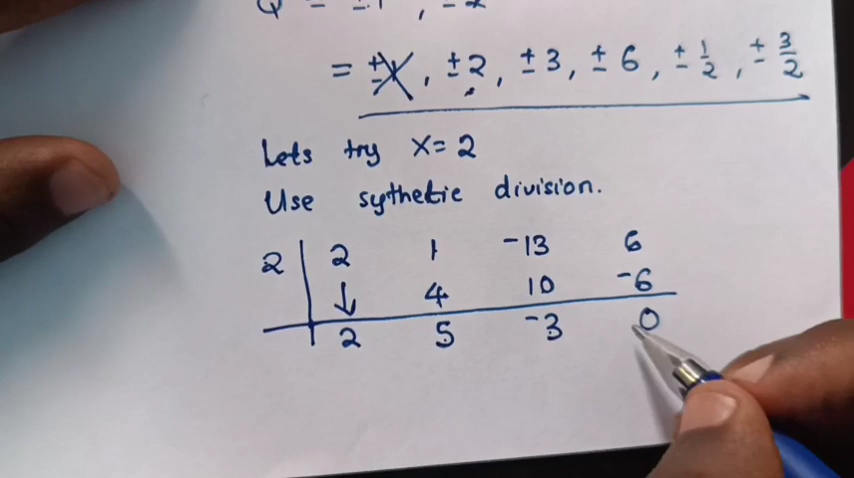 = ±1, ±2, ±3, ±6, ±1/2, ±3/2
Lets try x=2
Use sythetic division.
2 | 2 1 -13 6
↓ 4 10 -6
2 5 -3 0